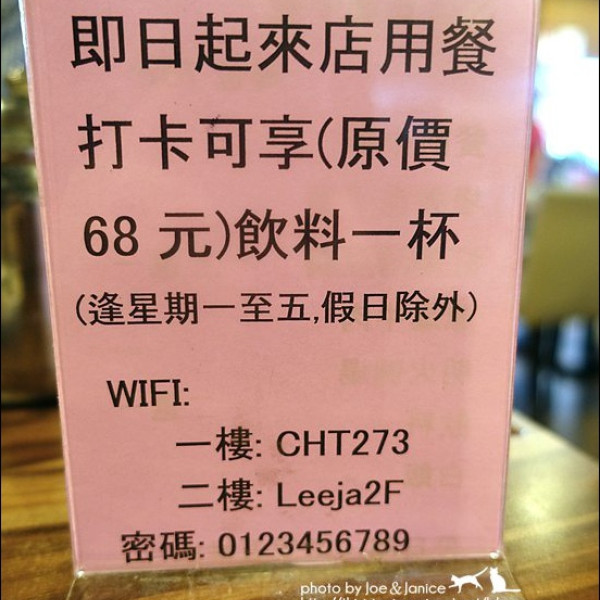 即日起來店用餐
打卡可享(原價
68 元)飲料一杯
(逢星期一至五,假日除外)
WIFI:
一樓: CHT273
二樓: Leeja2F
密碼: 0123456789
photo by Joe & Janice